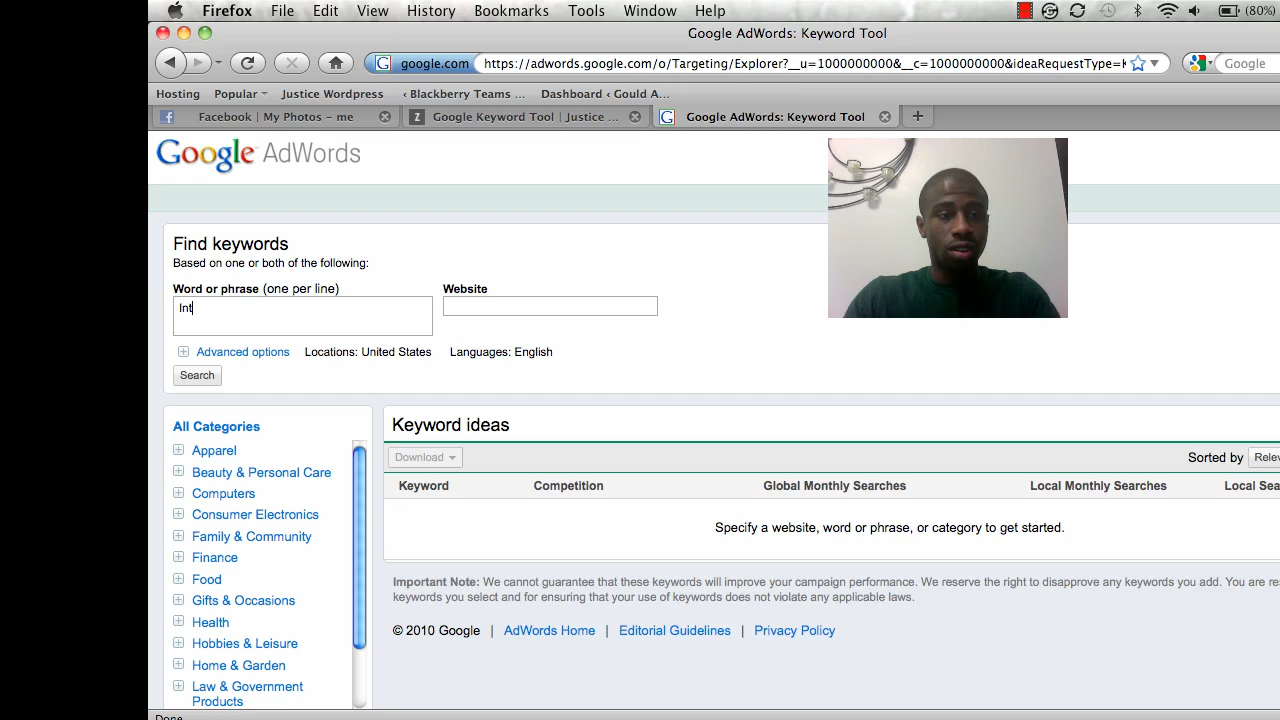 Firefox File Edit View History Bookmarks Tools Window Help (80%)
Google AdWords: Keyword Tool
google.com https://adwords.google.com/o/Targeting/Explorer?__u=1000000000&__c=1000000000&ideaRequestType=K Google
Hosting Popular Justice Wordpress ‹ Blackberry Teams ... Dashboard ‹ Gould A...
Facebook | My Photos – me Google Keyword Tool | Justice ... Google AdWords: Keyword Tool
Google AdWords
Find keywords
Based on one or both of the following:
Word or phrase (one per line) Website
Int
Advanced options Locations: United States Languages: English
Search
All Categories
Apparel
Beauty & Personal Care
Computers
Consumer Electronics
Family & Community
Finance
Food
Gifts & Occasions
Health
Hobbies & Leisure
Home & Garden
Law & Government
Products
Keyword ideas
Download Sorted by Relev
Keyword Competition Global Monthly Searches Local Monthly Searches Local Sea
Specify a website, word or phrase, or category to get started.
Important Note: We cannot guarantee that these keywords will improve your campaign performance. We reserve the right to disapprove any keywords you add. You are res
keywords you select and for ensuring that your use of keywords does not violate any applicable laws.
© 2010 Google | AdWords Home | Editorial Guidelines | Privacy Policy
Done